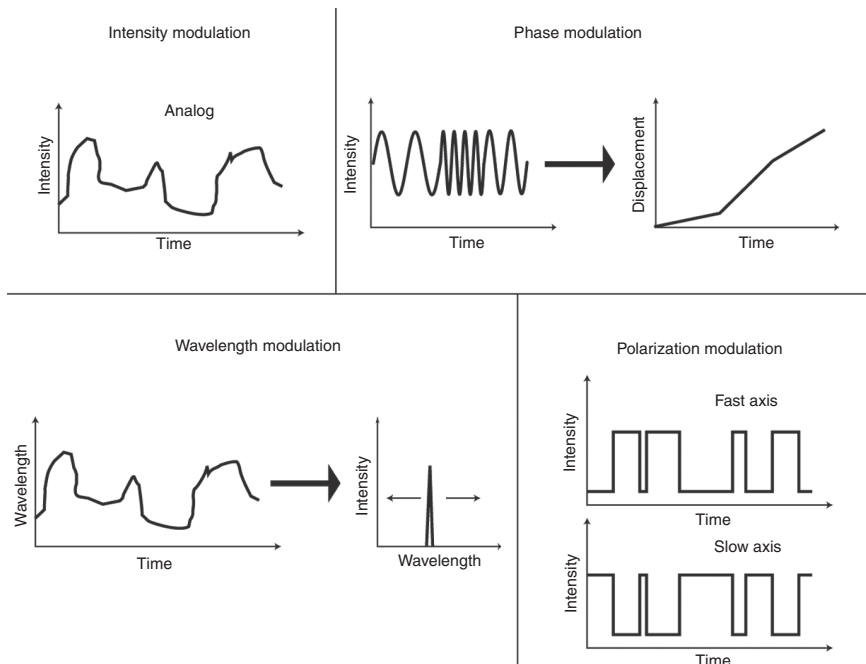 Intensity modulation
Analog
Intensity
Time
Phase modulation
Intensity
Time
Displacement
Time
Wavelength modulation
Wavelength
Time
Intensity
Wavelength
Polarization modulation
Fast axis
Intensity
Time
Slow axis
Intensity
Time